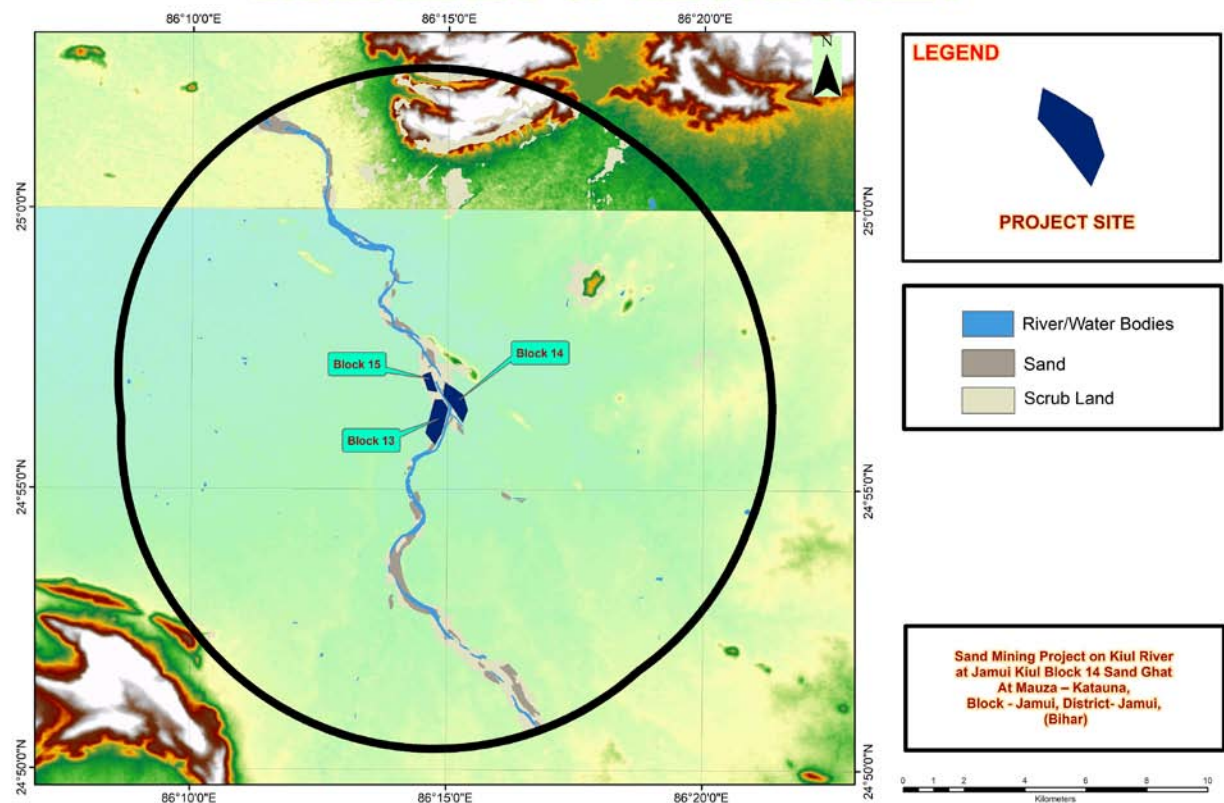 86°10'0"E
86°15'0"E
86°20'0"E
N
25°0'0"N
25°0'0"N
Block 15
Block 14
Block 13
24°55'0"N
24°55'0"N
24°50'0"N
24°50'0"N
86°10'0"E
86°15'0"E
86°20'0"E
LEGEND
PROJECT SITE
River/Water Bodies
Sand
Scrub Land
Sand Mining Project on Kiul River
at Jamui Kiul Block 14 Sand Ghat
At Mauza – Katauna,
Block - Jamui, District- Jamui,
(Bihar)
0 1 2 4 6 8 10
Kilometers